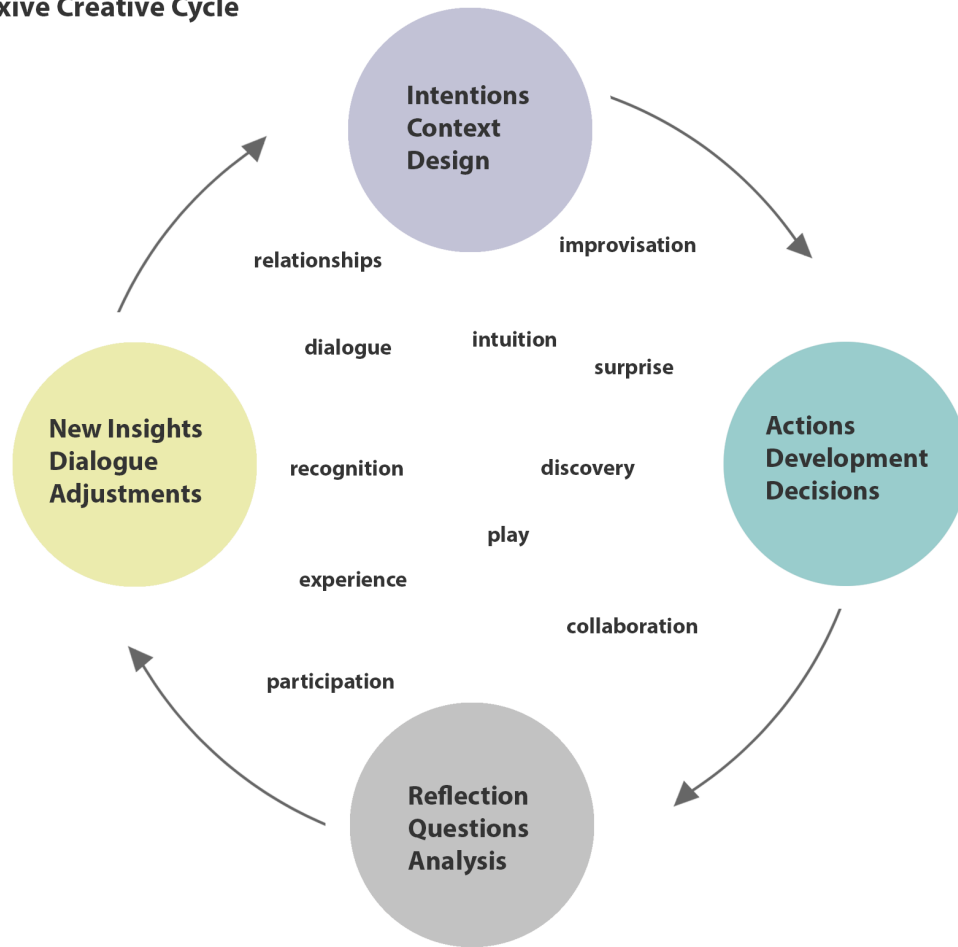 xive Creative Cycle
Intentions
Context
Design
improvisation
relationships
intuition
dialogue
surprise
New Insights
Dialogue
Adjustments
Actions
Development
Decisions
recognition
discovery
play
experience
collaboration
participation
Reflection
Questions
Analysis